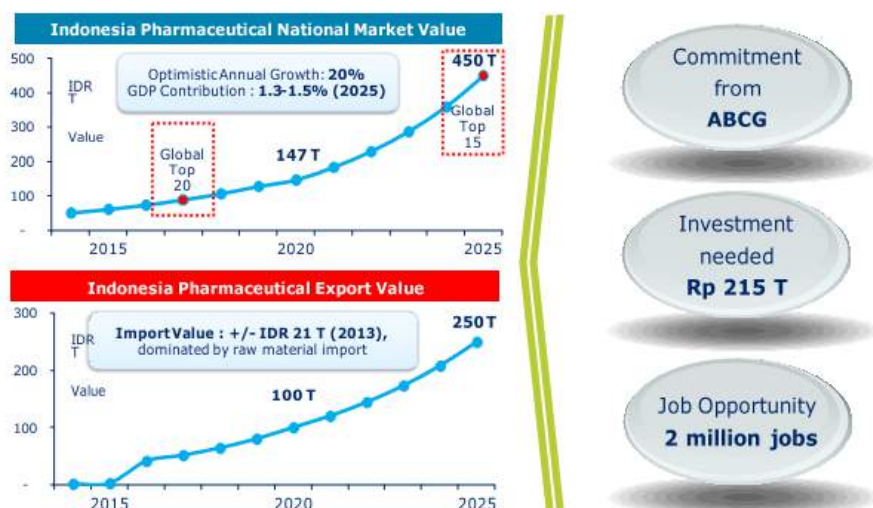 Indonesia Pharmaceutical National Market Value
500
400
300
200
100
-
IDR
T
Value
Optimistic Annual Growth: 20%
GDP Contribution : 1.3-1.5% (2025)
Global
Top
20
147 T
450 T
Global
Top
15
2015
2020
2025
Indonesia Pharmaceutical Export Value
300
200
100
-
IDR
T
Value
Import Value : +/- IDR 21 T (2013),
dominated by raw material import
100 T
250 T
2015
2020
2025
Commitment
from
ABCG
Investment
needed
Rp 215 T
Job Opportunity
2 million jobs